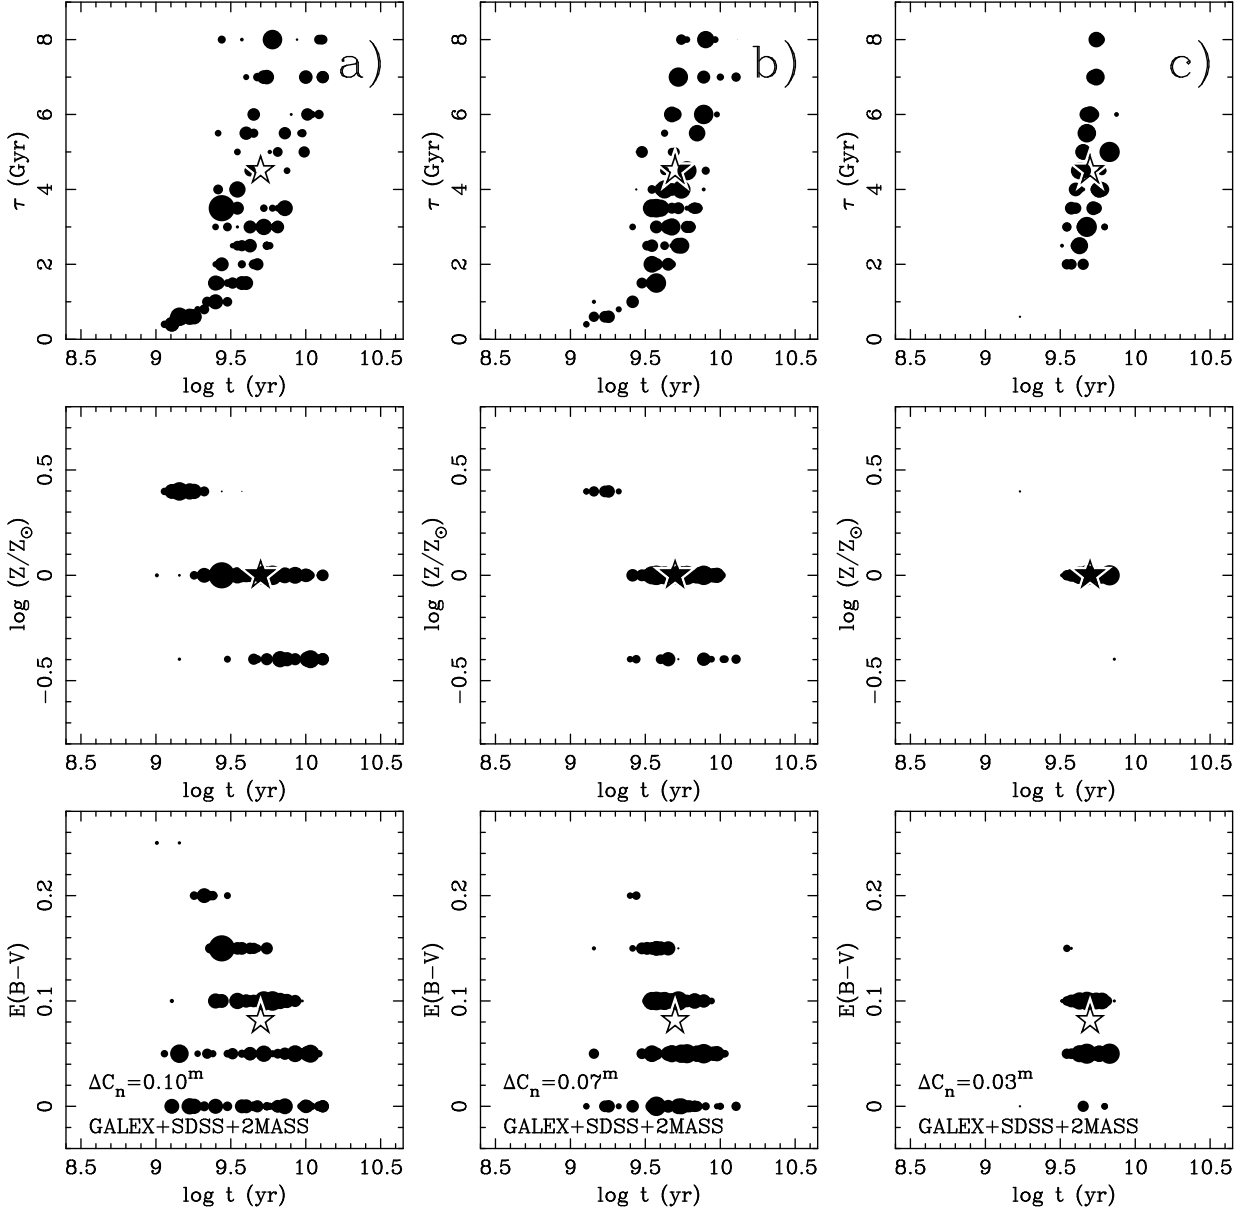 a)
8
6
4
2
0
τ (Gyr)
8.5 9 9.5 10 10.5
log t (yr)
b)
8
6
4
2
0
τ (Gyr)
8.5 9 9.5 10 10.5
log t (yr)
c)
8
6
4
2
0
τ (Gyr)
8.5 9 9.5 10 10.5
log t (yr)
0.5
0
−0.5
log (Z/Z⊙)
8.5 9 9.5 10 10.5
log t (yr)
0.5
0
−0.5
log (Z/Z⊙)
8.5 9 9.5 10 10.5
log t (yr)
0.5
0
−0.5
log (Z/Z⊙)
8.5 9 9.5 10 10.5
log t (yr)
0.2
0.1
0
E(B−V)
ΔCn=0.10m
GALEX+SDSS+2MASS
8.5 9 9.5 10 10.5
log t (yr)
0.2
0.1
0
E(B−V)
ΔCn=0.07m
GALEX+SDSS+2MASS
8.5 9 9.5 10 10.5
log t (yr)
0.2
0.1
0
E(B−V)
ΔCn=0.03m
GALEX+SDSS+2MASS
8.5 9 9.5 10 10.5
log t (yr)